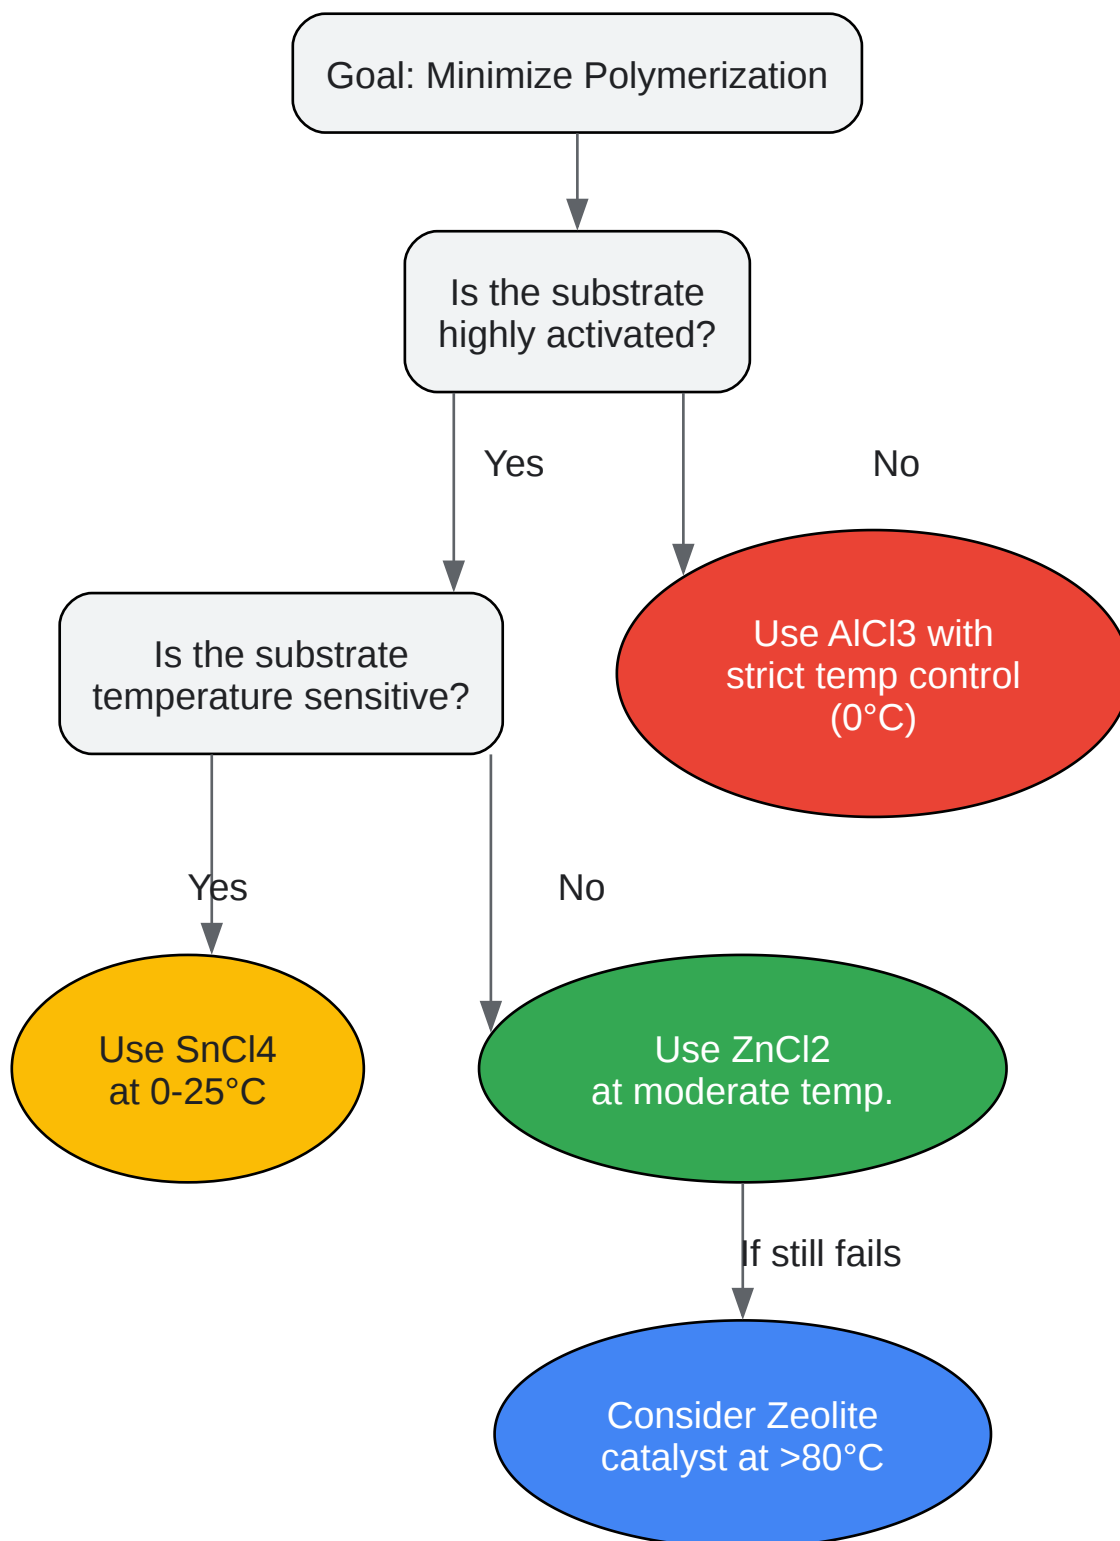 Goal: Minimize Polymerization
Is the substrate
highly activated?
Yes
No
Use AlCl3 with
strict temp control
(0°C)
Is the substrate
temperature sensitive?
Yes
No
Use SnCl4
at 0-25°C
Use ZnCl2
at moderate temp.
If still fails
Consider Zeolite
catalyst at >80°C